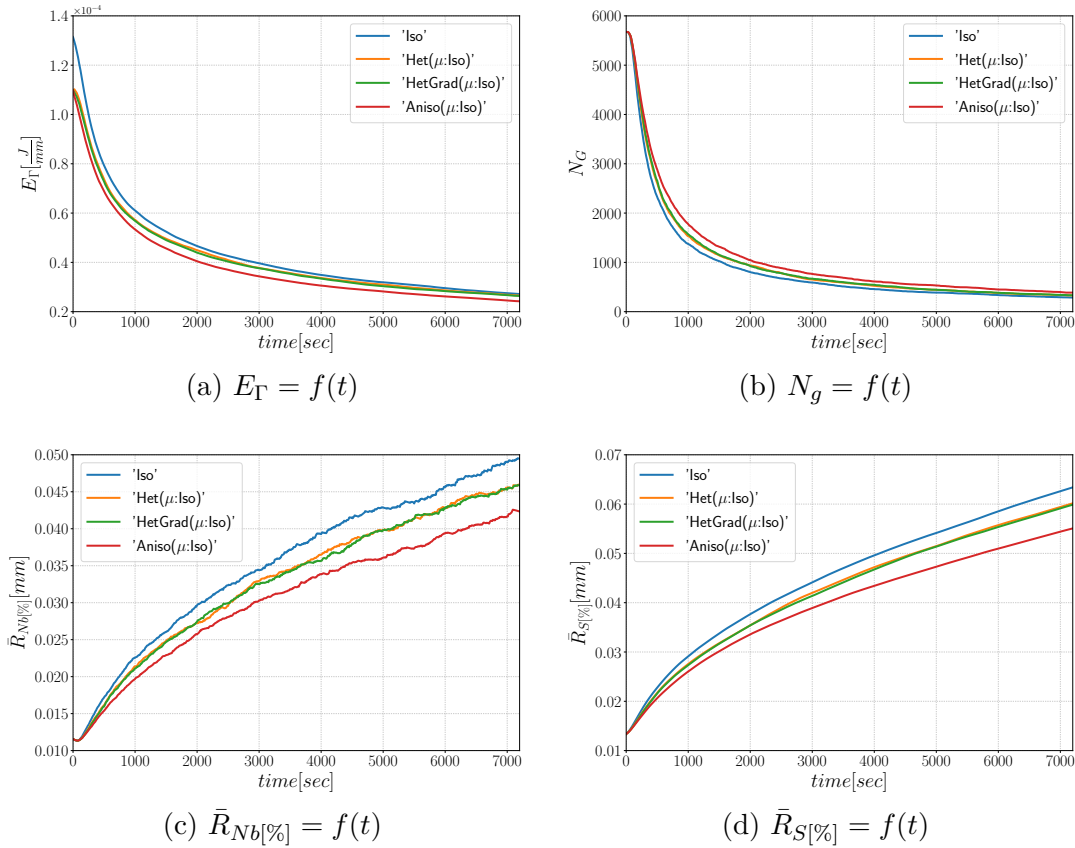 1e−4
1.4
1.2
1.0
0.8
0.6
0.4
0.2
E_Γ[J/mm]
0 1000 2000 3000 4000 5000 6000 7000
time[sec]
'Iso'
'Het(μ:Iso)'
'HetGrad(μ:Iso)'
'Aniso(μ:Iso)'
(a) E_Γ = f(t)
6000
5000
4000
3000
2000
1000
0
N_G
0 1000 2000 3000 4000 5000 6000 7000
time[sec]
'Iso'
'Het(μ:Iso)'
'HetGrad(μ:Iso)'
'Aniso(μ:Iso)'
(b) N_g = f(t)
0.050
0.045
0.040
0.035
0.030
0.025
0.020
0.015
0.010
R̄_Nb[%][mm]
0 1000 2000 3000 4000 5000 6000 7000
time[sec]
'Iso'
'Het(μ:Iso)'
'HetGrad(μ:Iso)'
'Aniso(μ:Iso)'
(c) R̄_Nb[%] = f(t)
0.07
0.06
0.05
0.04
0.03
0.02
0.01
R̄_S[%][mm]
0 1000 2000 3000 4000 5000 6000 7000
time[sec]
'Iso'
'Het(μ:Iso)'
'HetGrad(μ:Iso)'
'Aniso(μ:Iso)'
(d) R̄_S[%] = f(t)